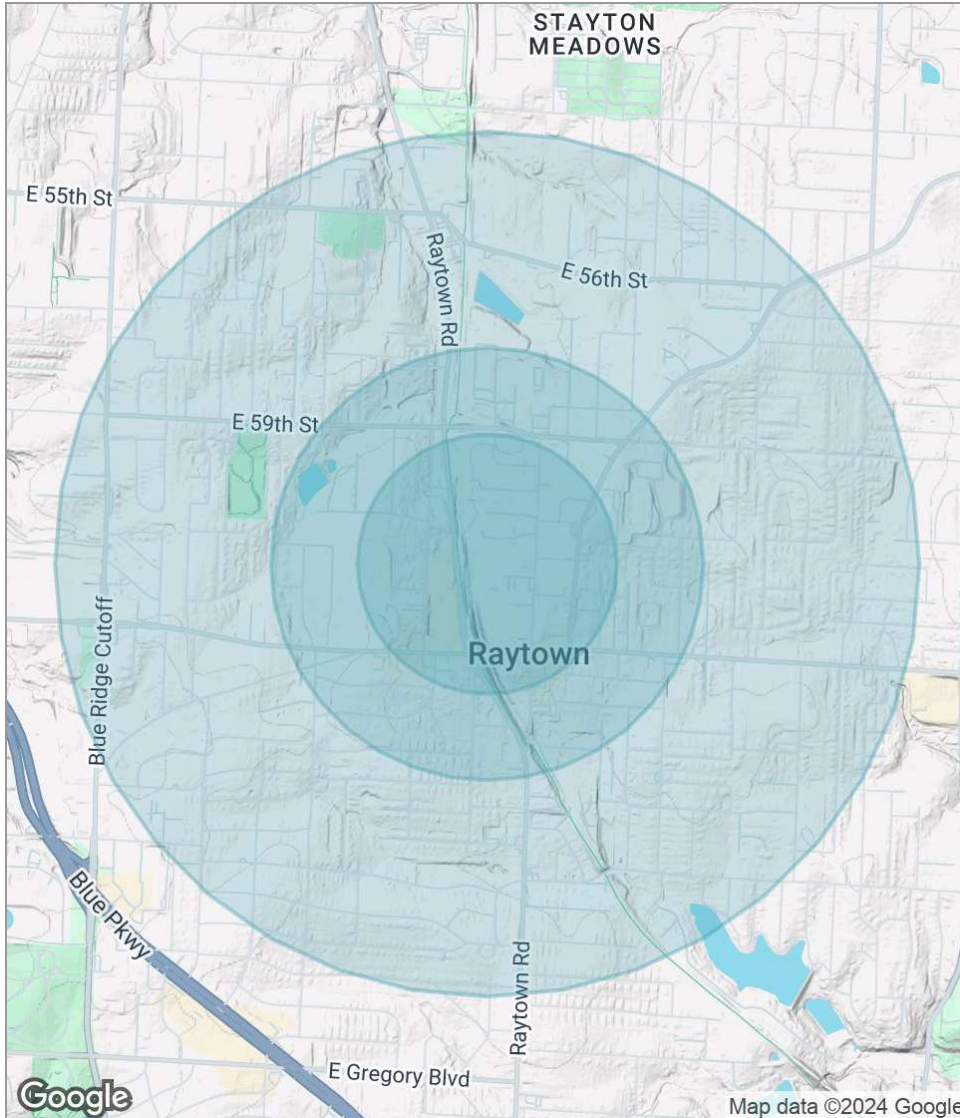 STAYTON
MEADOWS
E 55th St
Raytown Rd
E 56th St
E 59th St
Raytown
Blue Ridge Cutoff
Blue Pkwy
Raytown Rd
E Gregory Blvd
Google
Map data ©2024 Google